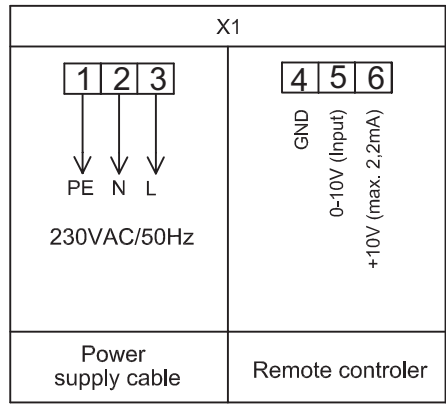 X1
1 2 3
PE N L
230VAC/50Hz
4 5 6
GND
0-10V (Input)
+10V (max. 2,2mA)
Power
supply cable
Remote controler